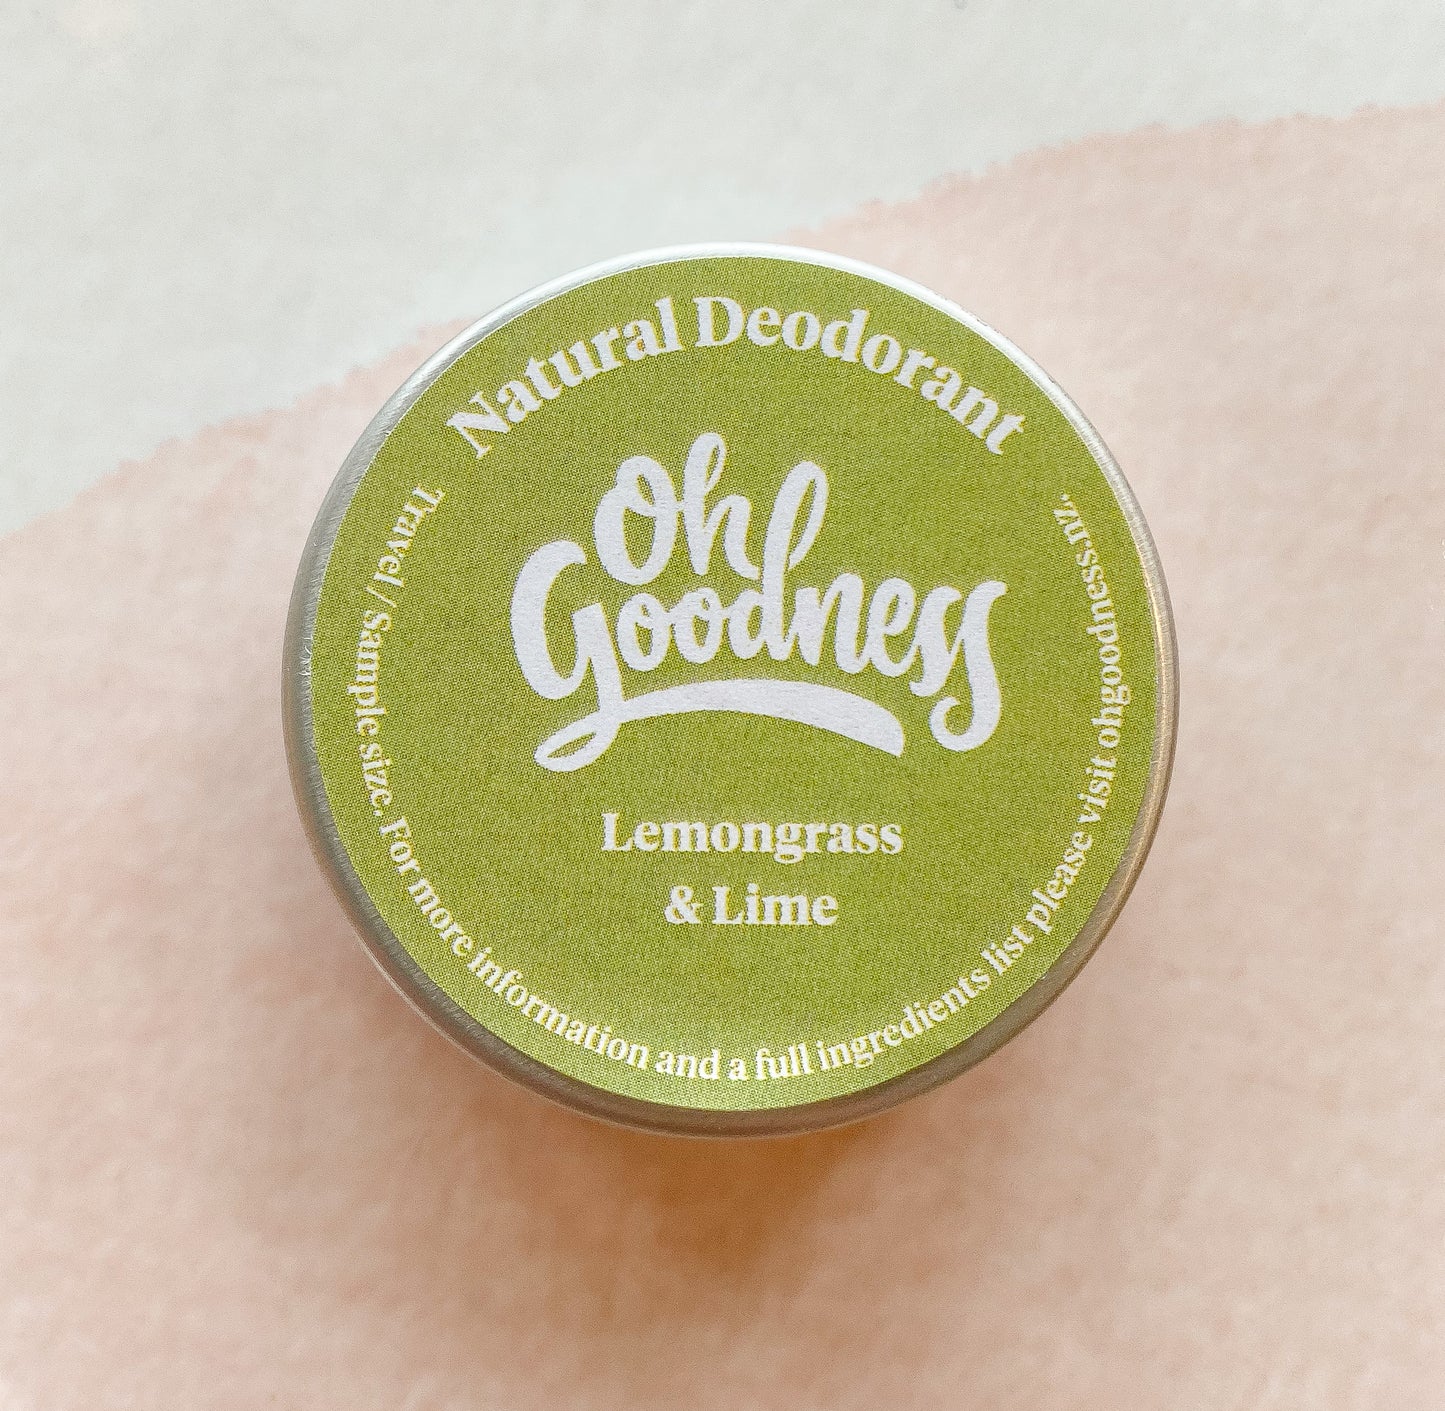 Natural Deodorant
Oh
Goodness
Lemongrass
& Lime
Travel / Sample size. For more information and a full ingredients list please visit ohgoodness.nz.